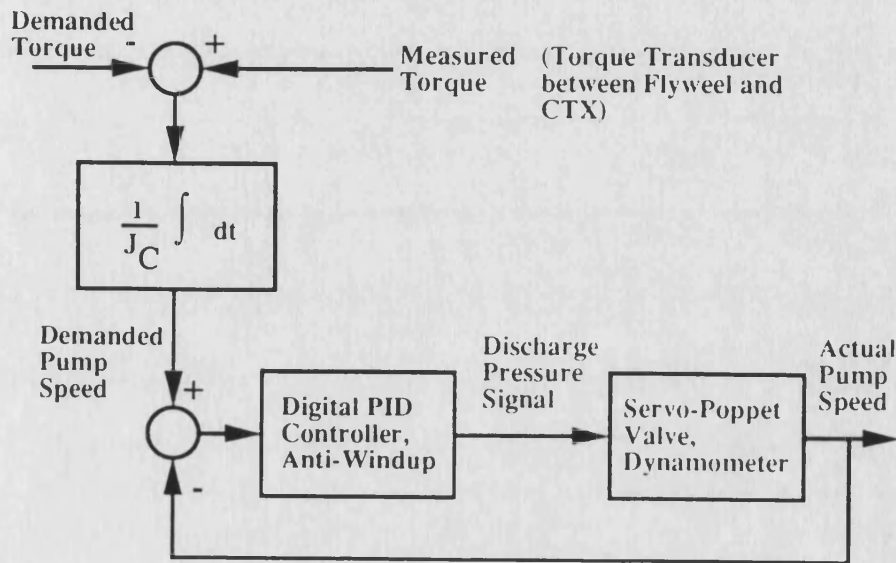 Demanded
Torque
-
+
Measured
Torque
(Torque Transducer
between Flyweel and
CTX)
1
J_C
∫ dt
Demanded
Pump
Speed
+
-
Digital PID
Controller,
Anti-Windup
Discharge
Pressure
Signal
Servo-Poppet
Valve,
Dynamometer
Actual
Pump
Speed